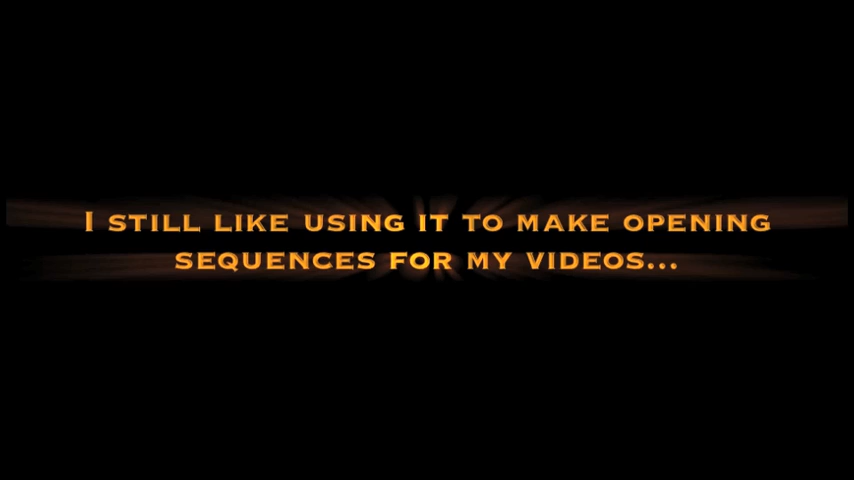 I STILL LIKE USING IT TO MAKE OPENING
SEQUENCES FOR MY VIDEOS...